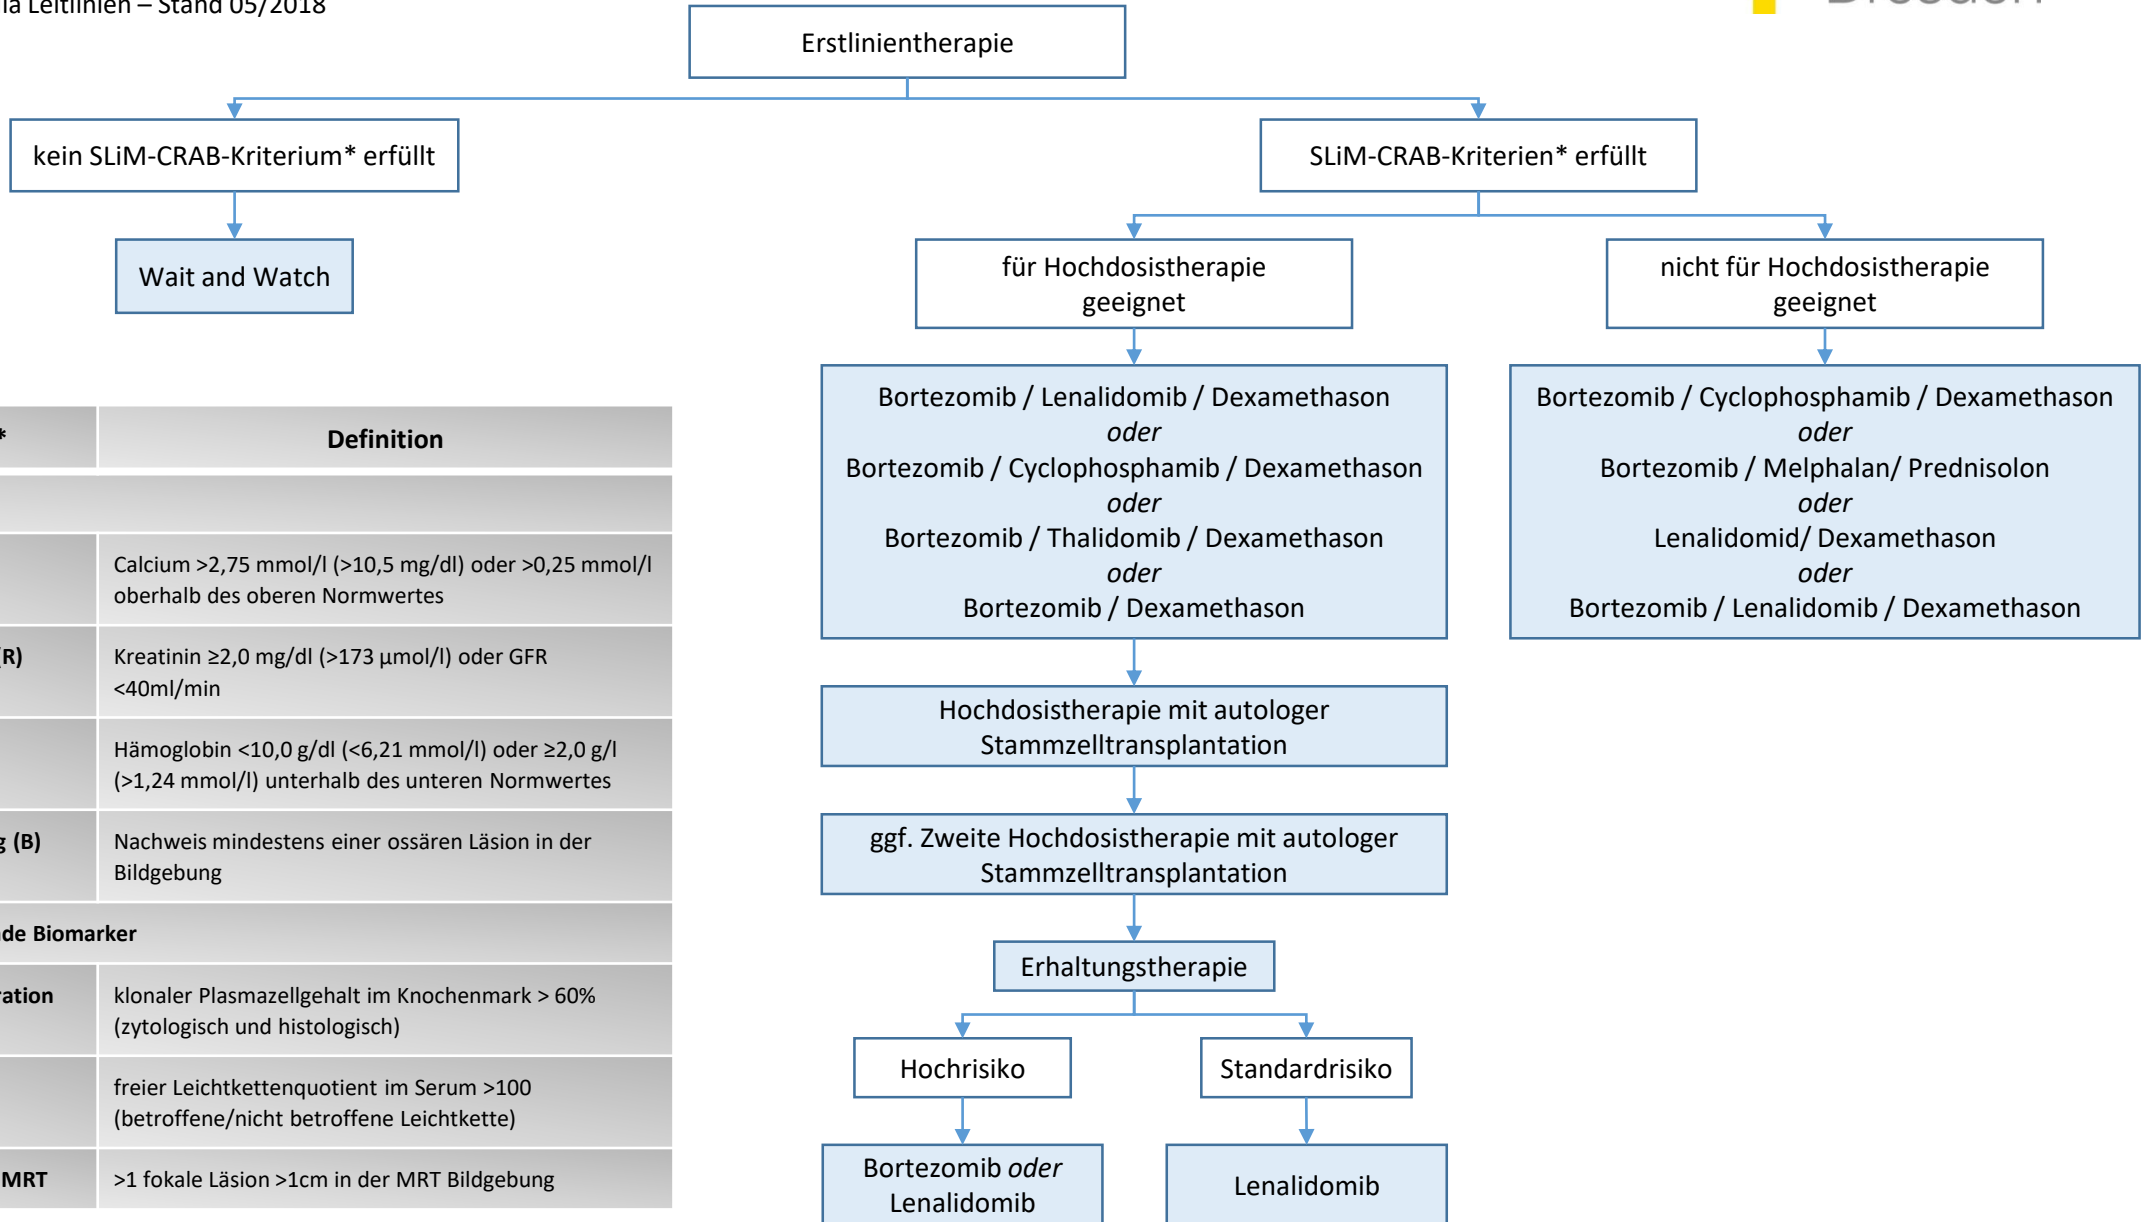 Leitlinien – Stand 05/2018
Erstlinientherapie
kein SLiM-CRAB-Kriterium* erfüllt
SLiM-CRAB-Kriterien* erfüllt
Wait and Watch
für Hochdosistherapie
geeignet
nicht für Hochdosistherapie
geeignet
Bortezomib / Lenalidomib / Dexamethason
oder
Bortezomib / Cyclophosphamib / Dexamethason
oder
Bortezomib / Thalidomib / Dexamethason
oder
Bortezomib / Dexamethason
Bortezomib / Cyclophosphamib / Dexamethason
oder
Bortezomib / Melphalan/ Prednisolon
oder
Lenalidomid/ Dexamethason
oder
Bortezomib / Lenalidomib / Dexamethason
Hochdosistherapie mit autologer
Stammzelltransplantation
ggf. Zweite Hochdosistherapie mit autologer
Stammzelltransplantation
Erhaltungstherapie
Hochrisiko
Standardrisiko
Bortezomib oder
Lenalidomib
Lenalidomib
* Definition
Calcium >2,75 mmol/l (>10,5 mg/dl) oder >0,25 mmol/l
oberhalb des oberen Normwertes
(R) Kreatinin ≥2,0 mg/dl (>173 µmol/l) oder GFR
<40ml/min
Hämoglobin <10,0 g/dl (<6,21 mmol/l) oder ≥2,0 g/l
(>1,24 mmol/l) unterhalb des unteren Normwertes
(B) Nachweis mindestens einer ossären Läsion in der
Bildgebung
Biomarker
klonaler Plasmazellgehalt im Knochenmark > 60%
(zytologisch und histologisch)
freier Leichtkettenquotient im Serum >100
(betroffene/nicht betroffene Leichtkette)
MRT >1 fokale Läsion >1cm in der MRT Bildgebung